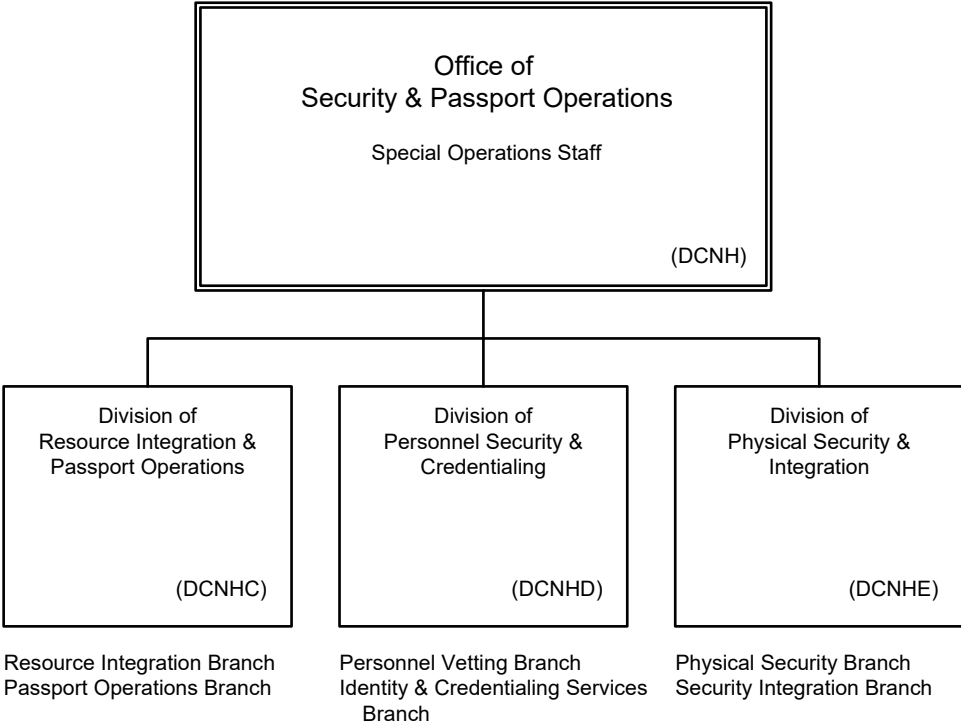 Office of
Security & Passport Operations
Special Operations Staff
(DCNH)
Division of
Resource Integration &
Passport Operations
(DCNHC)
Resource Integration Branch
Passport Operations Branch
Division of
Personnel Security &
Credentialing
(DCNHD)
Personnel Vetting Branch
Identity & Credentialing Services
Branch
Division of
Physical Security &
Integration
(DCNHE)
Physical Security Branch
Security Integration Branch